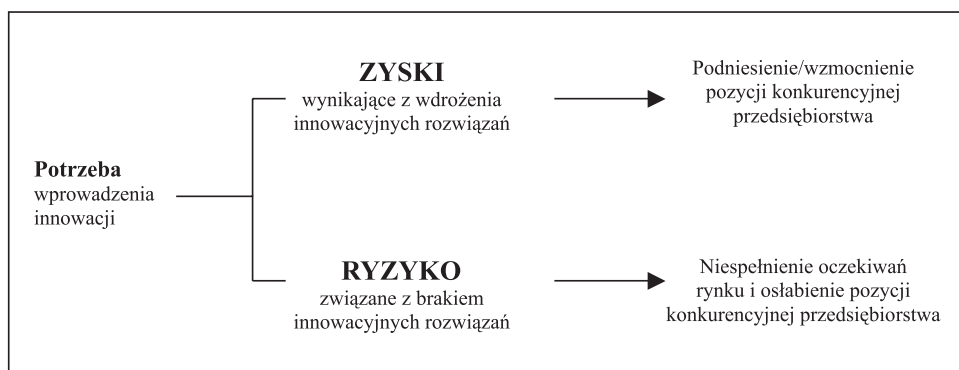 Potrzeba
wprowadzenia
innowacji
ZYSKI
wynikające z wdrożenia
innowacyjnych rozwiązań
Podniesienie/wzmocnienie
pozycji konkurencyjnej
przedsiębiorstwa
RYZYKO
związane z brakiem
innowacyjnych rozwiązań
Niespełnienie oczekiwań
rynku i osłabienie pozycji
konkurencyjnej przedsiębiorstwa